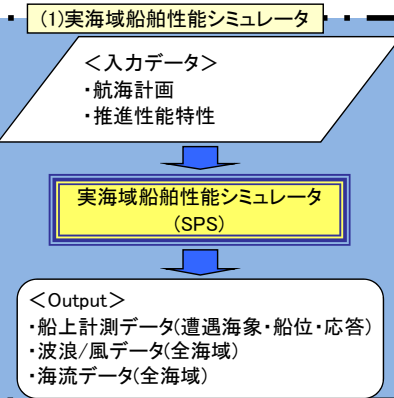 (1)実海域船舶性能シミュレータ
＜入力データ＞
・航海計画
・推進性能特性
実海域船舶性能シミュレータ
(SPS)
＜Output＞
・船上計測データ(遭遇海象・船位・応答)
・波浪/風データ(全海域)
・海流データ(全海域)